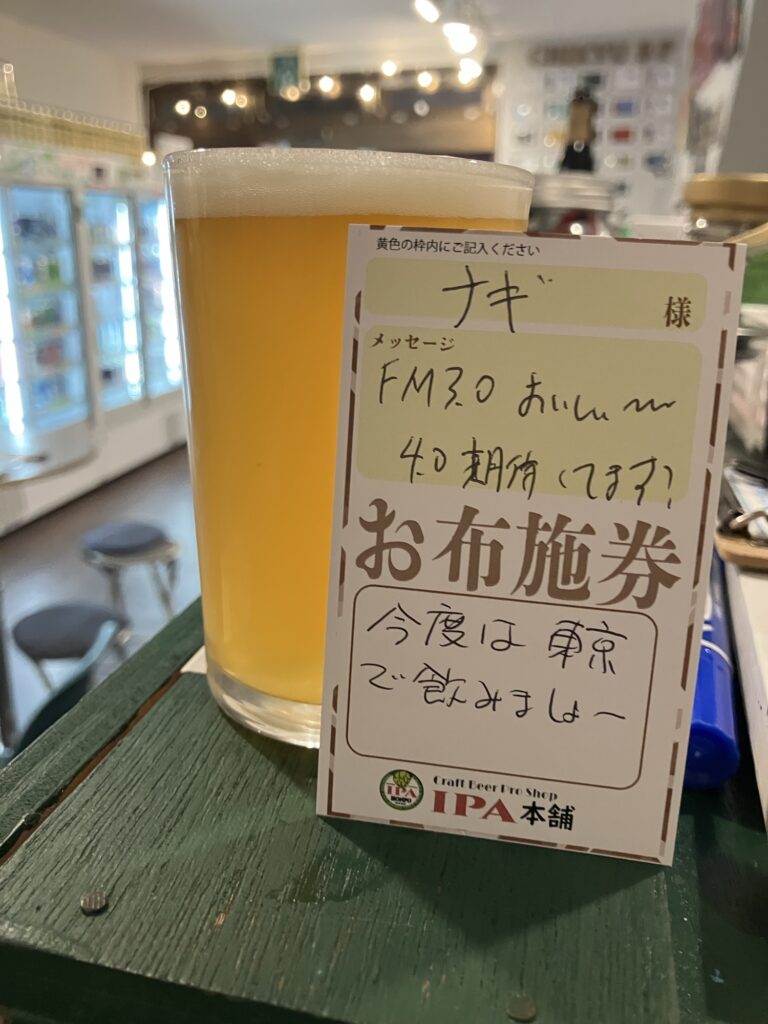 黄色の枠内にご記入ください
ナギ 様
メッセージ
FM3.0 おいしい〜
4.0 期待してます!
お布施券
今度は 東京
で飲みましょー
IPA
HONPO
Craft Beer Pro Shop
IPA本舗